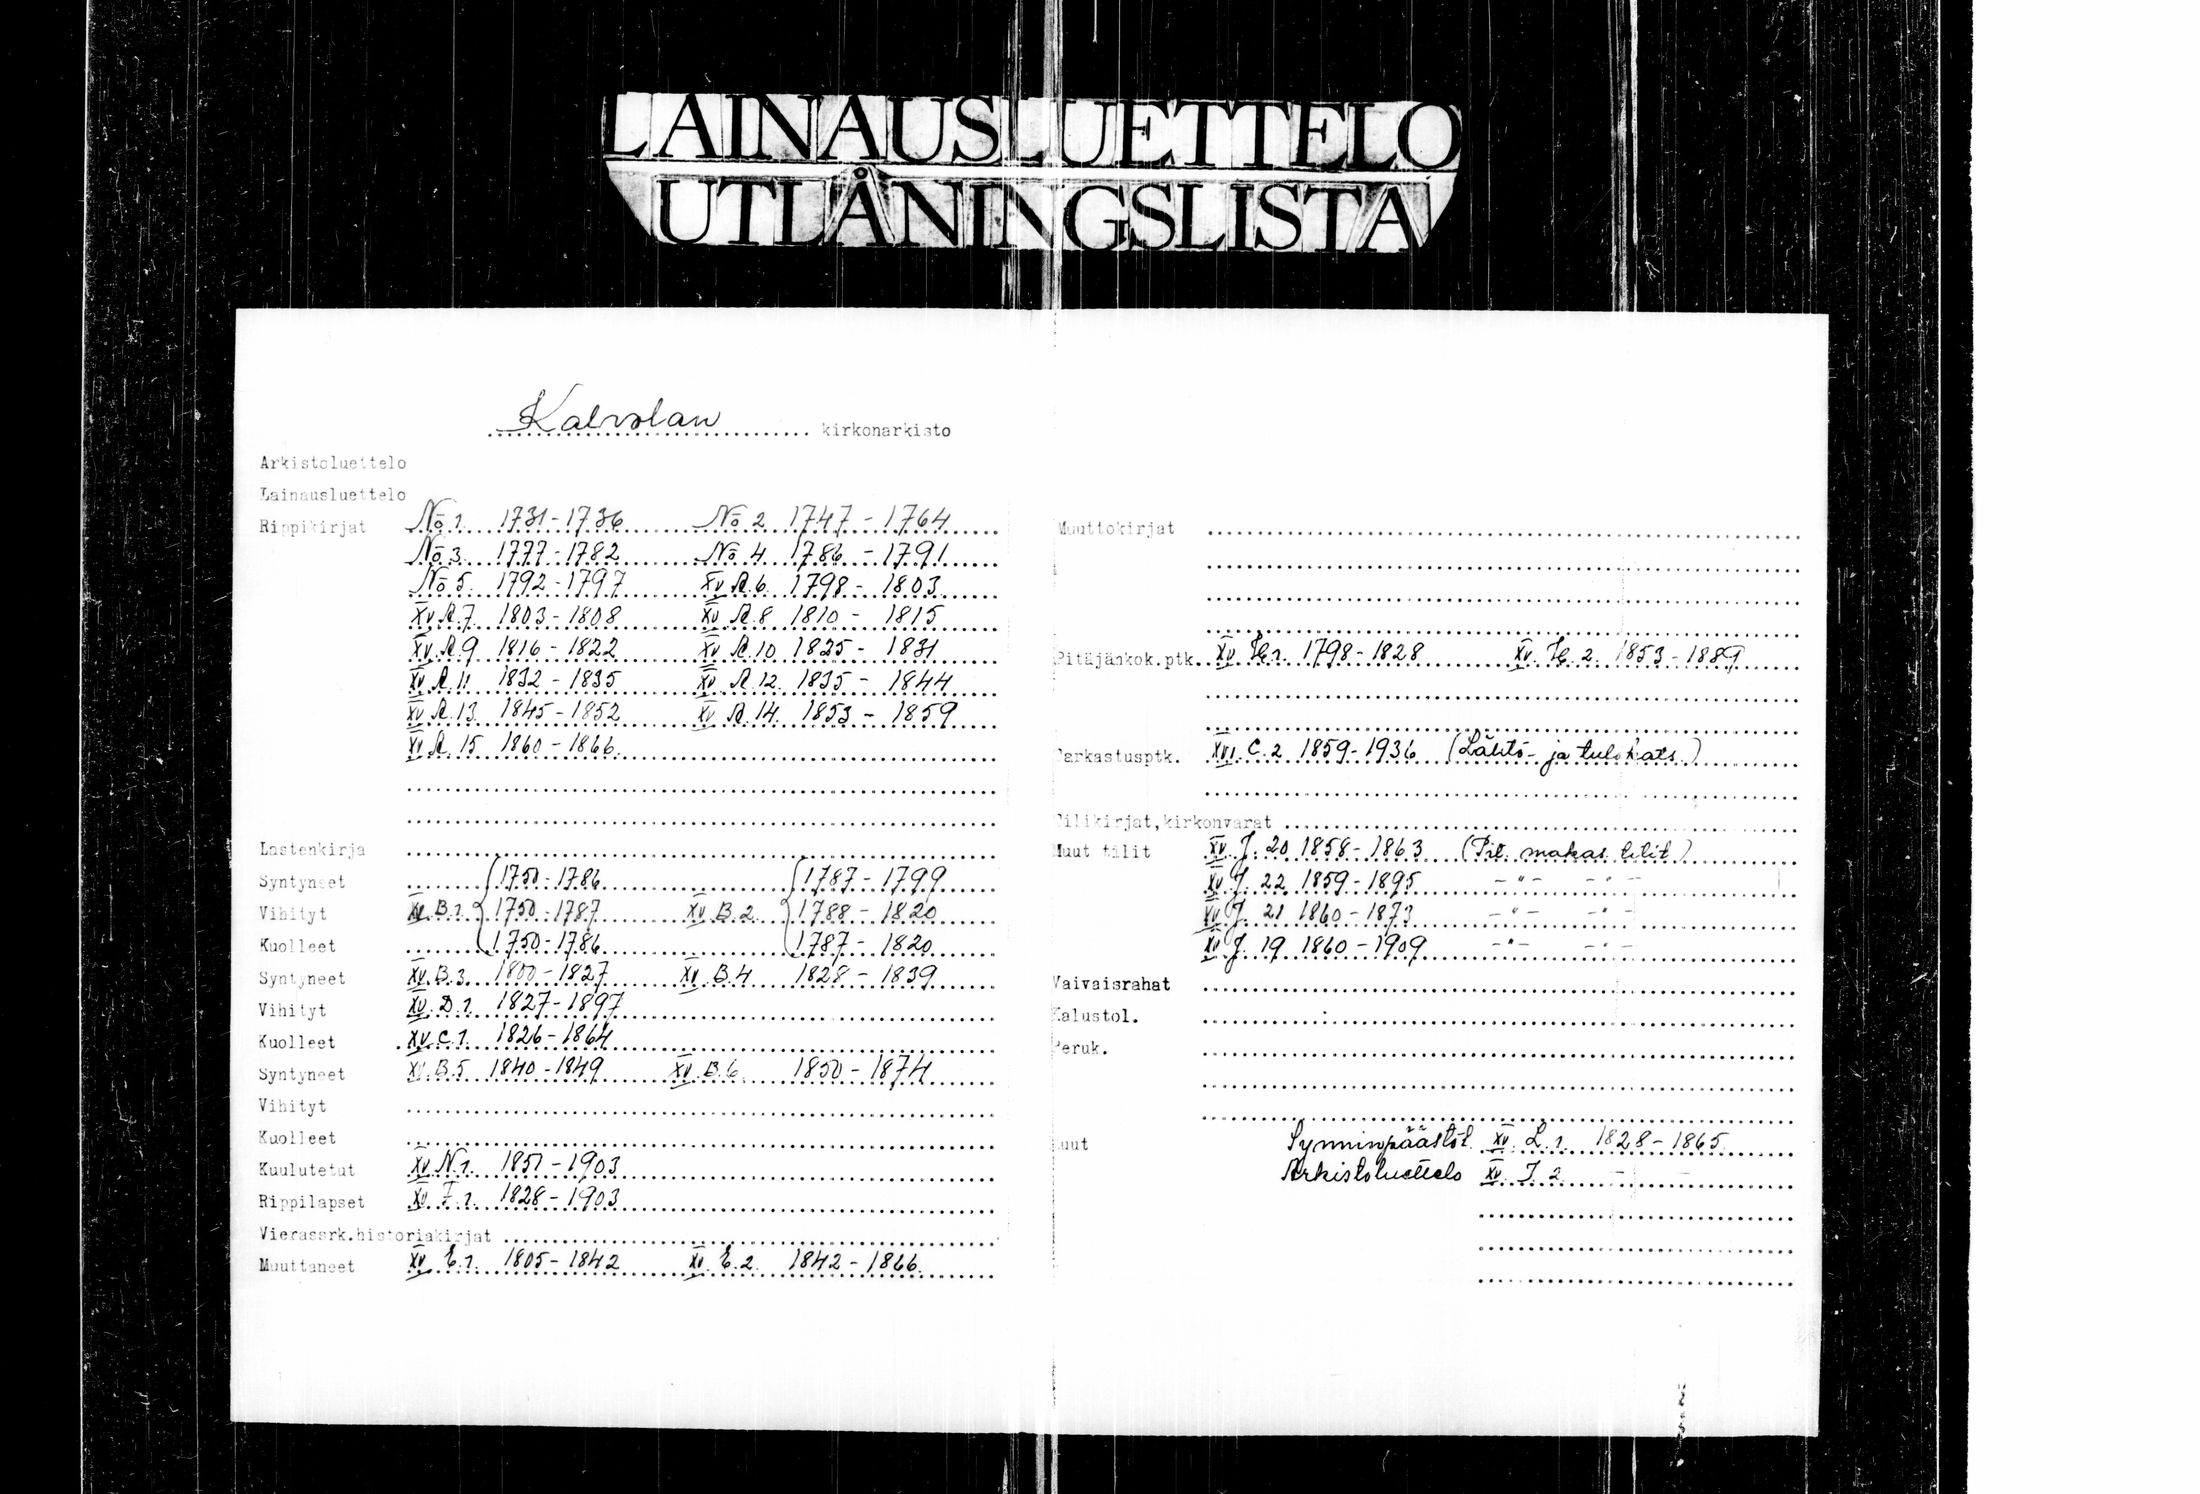 LAINAUSLUETTELO
UTLÅNINGSLISTA
Kalvolan kirkonarkisto
Arkistoluettelo
Lainausluettelo
Rippikirjat No 1. 1731-1736 No 2 1747-1764
No 3. 1777-1782 No 4 1786-1791
No 5. 1792-1797 XV A.6. 1798-1803
XV A.7. 1803-1808 XV A.8 1810-1815
XV A.9 1816-1822 XV A.10 1825-1831
XV A.11 1832-1835 XV A.12. 1835-1844
XV A.13. 1845-1852 XV A.14. 1853-1859
XV A.15 1860-1866.
Lastenkirja
Syntyneet 1750-1786 1787-1799
Vihityt XV B.1. 1750-1787 XV B.2. 1788-1820
Kuolleet 1750-1786 1787-1820
Syntyneet XV B.3. 1800-1827 XV B.4 1828-1839
Vihityt XV D.1. 1827-1897
Kuolleet XV C.1. 1826-1864
Syntyneet XV B.5 1840-1849 XV B.6. 1850-1874
Vihityt
Kuolleet
Kuulutetut XV N.1. 1851-1903
Rippilapset XV F.1. 1828-1903
Vierassrk.historiakirjat
Muuttaneet XV E.1. 1805-1842 XV E.2. 1842-1866.
Muuttokirjat
Pitäjänkok.ptk. XV 1798-1828 XV 2. 1853-1889
Tarkastusptk. XVI.C.2 1859-1936 (Lähtö- ja tulokats.)
Tilikirjat,kirkonvarat
Muut tilit XV J. 20 1858-1863 (Pit. makas. tilit)
XV J. 22 1859-1895 -"- -"-
XV J. 21 1860-1873 -"- -"-
XV J. 19 1860-1909 -"- -"-
Vaivaisrahat
Kalustol.
Peruk.
Muut Synninpäästöt XV L.1. 1828-1865.
Arkistoluettelo XV J 2 - -